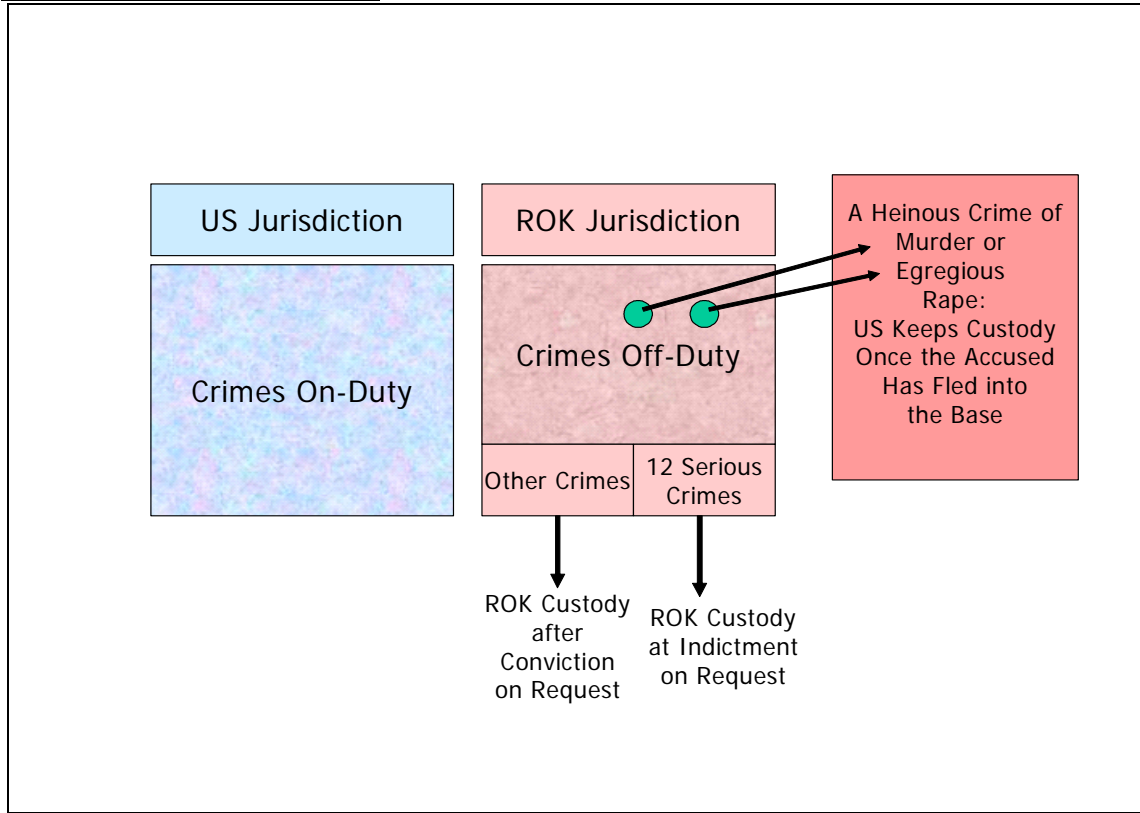 US Jurisdiction
ROK Jurisdiction
Crimes On-Duty
Crimes Off-Duty
Other Crimes
12 Serious
Crimes
A Heinous Crime of
Murder or
Egregious
Rape:
US Keeps Custody
Once the Accused
Has Fled into
the Base
ROK Custody
after
Conviction
on Request
ROK Custody
at Indictment
on Request